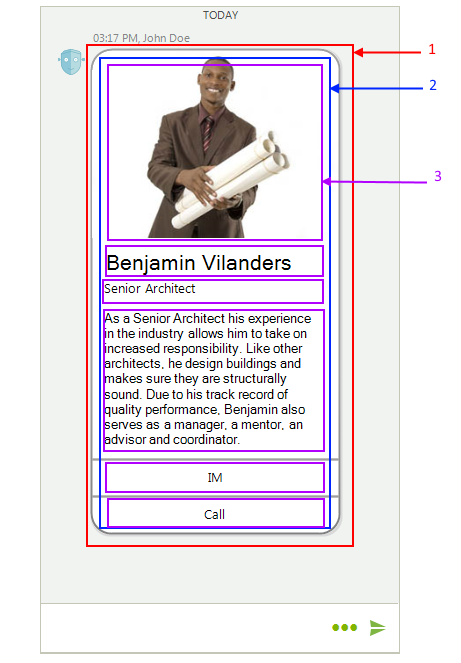 TODAY
03:17 PM, John Doe
1
2
3
Benjamin Vilanders
Senior Architect
As a Senior Architect his experience
in the industry allows him to take on
increased responsibility. Like other
architects, he design buildings and
makes sure they are structurally
sound. Due to his track record of
quality performance, Benjamin also
serves as a manager, a mentor, an
advisor and coordinator.
IM
Call